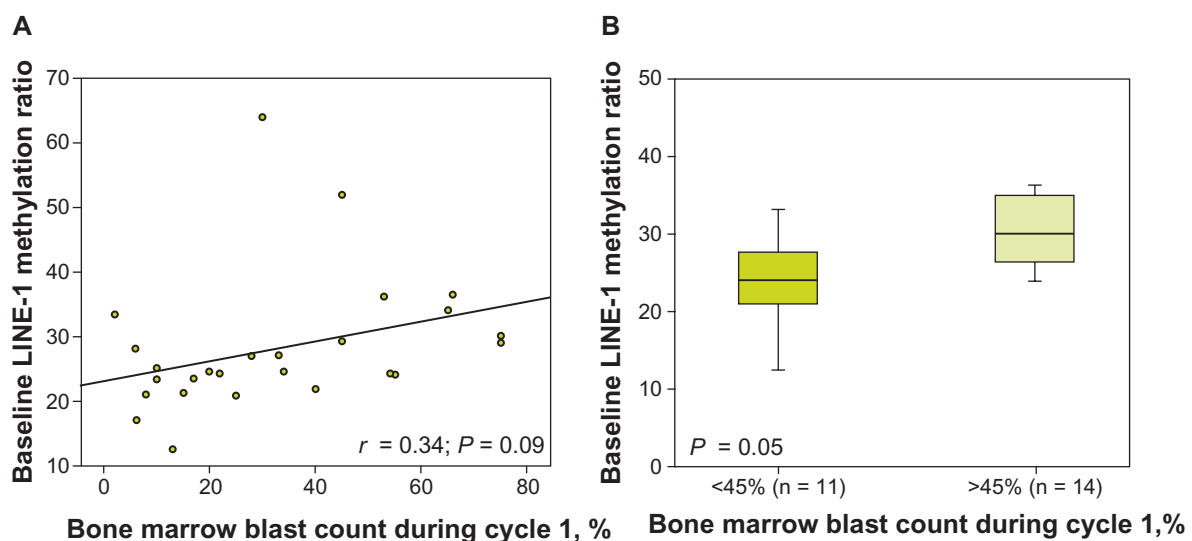 A
Baseline LINE-1 methylation ratio
70
60
50
40
30
20
10
r = 0.34; P = 0.09
0 20 40 60 80
Bone marrow blast count during cycle 1, %
B
Baseline LINE-1 methylation ratio
50
40
30
20
10
0
P = 0.05
<45% (n = 11) >45% (n = 14)
Bone marrow blast count during cycle 1,%